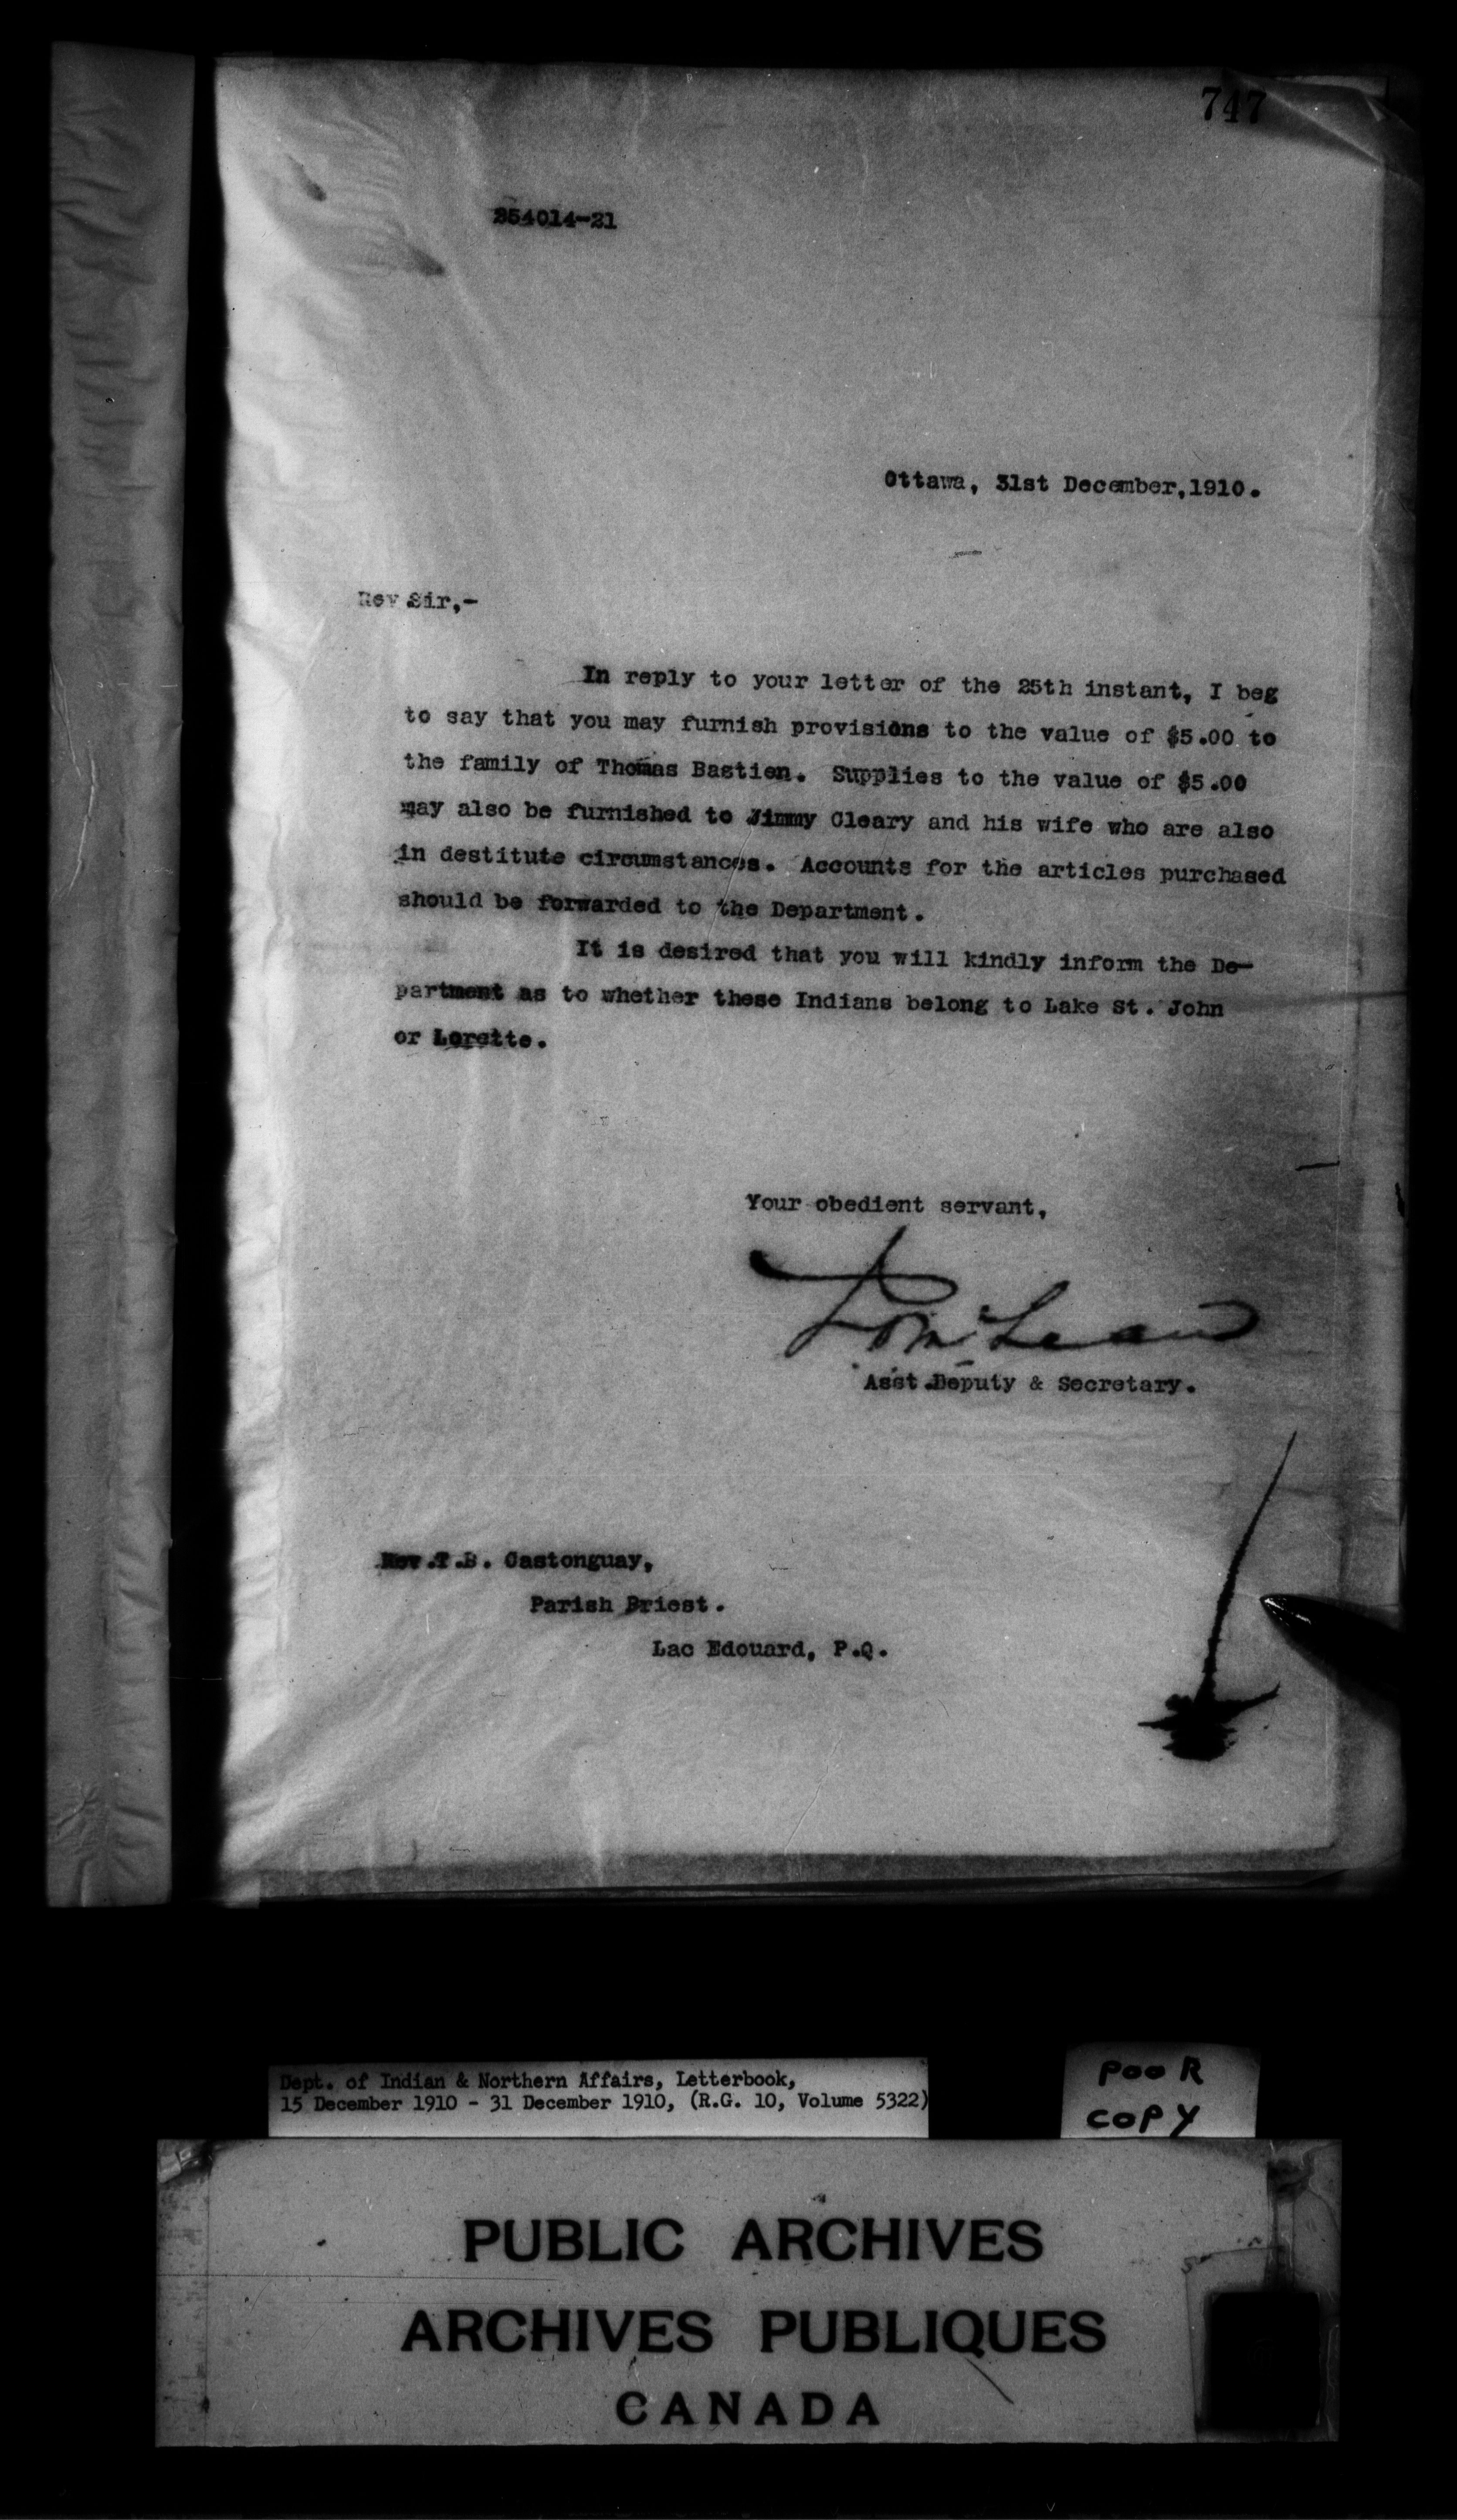 747
254014-21
Ottawa, 31st December,1910.
Rev Sir,-
In reply to your letter of the 25th instant, I beg
to say that you may furnish provisions to the value of $5.00 to
the family of Thomas Bastien. Supplies to the value of $5.00
may also be furnished to Jimmy Cleary and his wife who are also
in destitute circumstances. Accounts for the articles purchased
should be forwarded to the Department.
It is desired that you will kindly inform the De-
partment as to whether these Indians belong to Lake St. John
or Lorette.
Your obedient servant,
McLean
Asst.Deputy & Secretary.
Rev.T.B. Castonguay,
Parish Priest.
Lac Edouard, P.Q.
Dept. of Indian & Northern Affairs, Letterbook,
15 December 1910 - 31 December 1910, (R.G. 10, Volume 5322)
POOR
COPY
PUBLIC ARCHIVES
ARCHIVES PUBLIQUES
CANADA